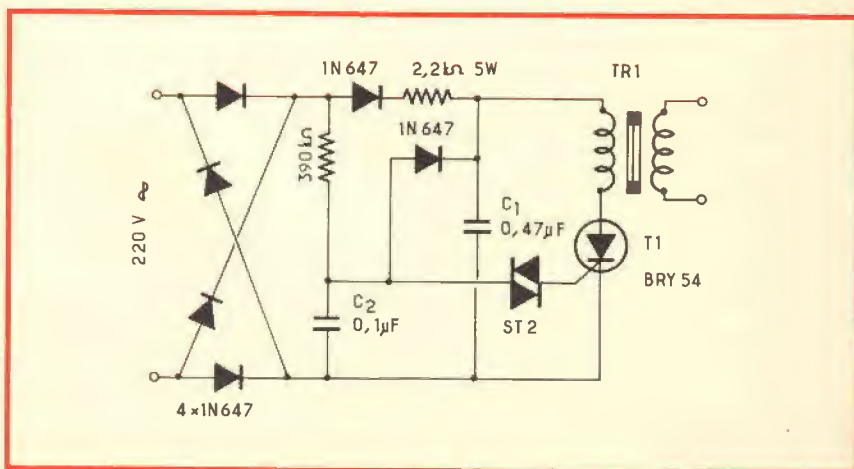 1N647
2,2kΩ 5W
TR1
1N647
390kΩ
220 V ~
C1
0,47μF
T1
BRY 54
C2
0,1μF
ST2
4×1N647